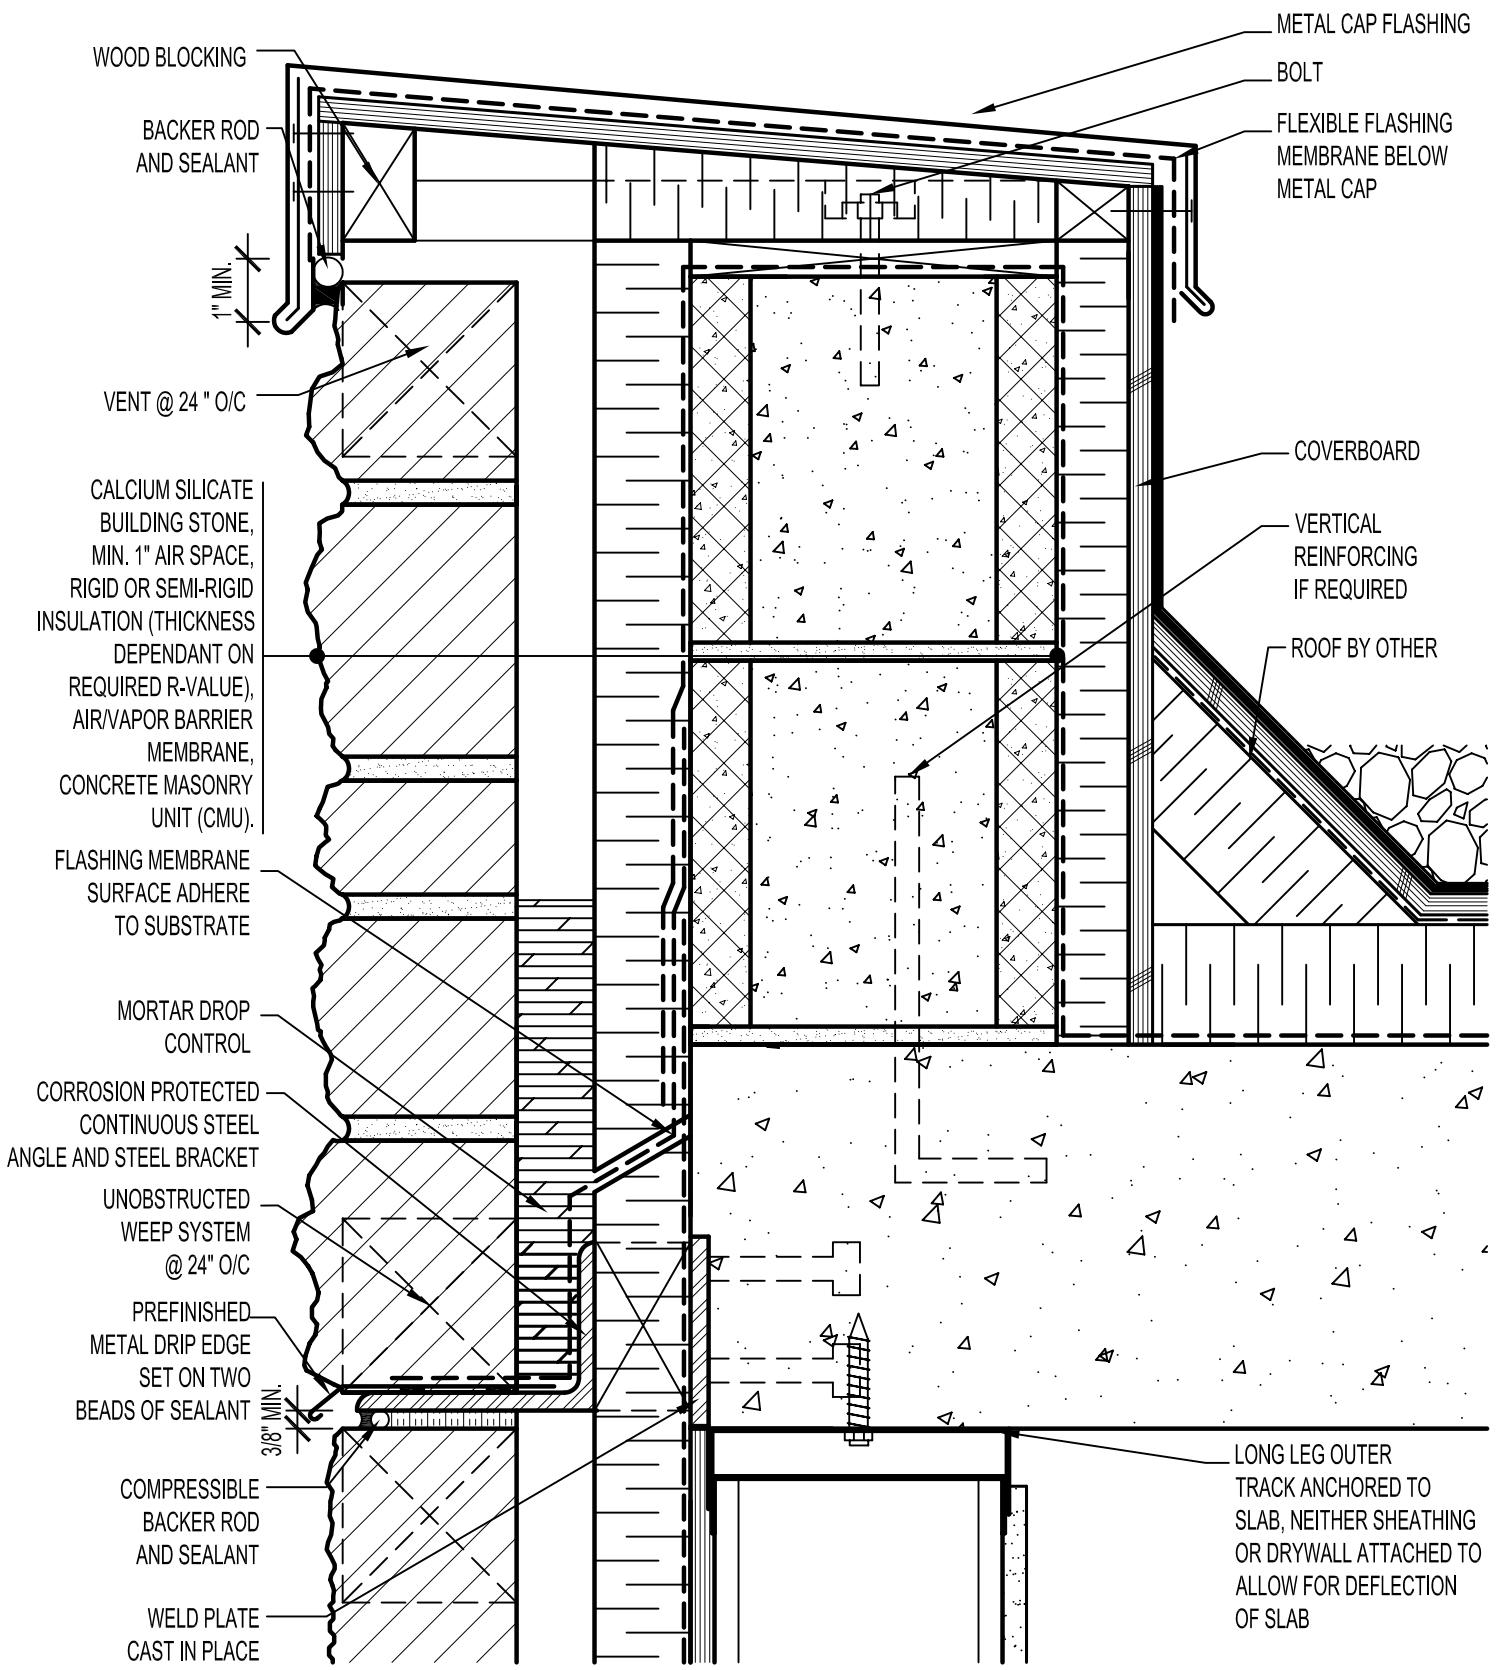 WOOD BLOCKING
BACKER ROD
AND SEALANT
1" MIN.
VENT @ 24 " O/C
CALCIUM SILICATE
BUILDING STONE,
MIN. 1" AIR SPACE,
RIGID OR SEMI-RIGID
INSULATION (THICKNESS
DEPENDANT ON
REQUIRED R-VALUE),
AIR/VAPOR BARRIER
MEMBRANE,
CONCRETE MASONRY
UNIT (CMU).
FLASHING MEMBRANE
SURFACE ADHERE
TO SUBSTRATE
MORTAR DROP
CONTROL
CORROSION PROTECTED
CONTINUOUS STEEL
ANGLE AND STEEL BRACKET
UNOBSTRUCTED
WEEP SYSTEM
@ 24" O/C
PREFINISHED
METAL DRIP EDGE
SET ON TWO
BEADS OF SEALANT
3/8" MIN.
COMPRESSIBLE
BACKER ROD
AND SEALANT
WELD PLATE
CAST IN PLACE
METAL CAP FLASHING
BOLT
FLEXIBLE FLASHING
MEMBRANE BELOW
METAL CAP
COVERBOARD
VERTICAL
REINFORCING
IF REQUIRED
ROOF BY OTHER
LONG LEG OUTER
TRACK ANCHORED TO
SLAB, NEITHER SHEATHING
OR DRYWALL ATTACHED TO
ALLOW FOR DEFLECTION
OF SLAB